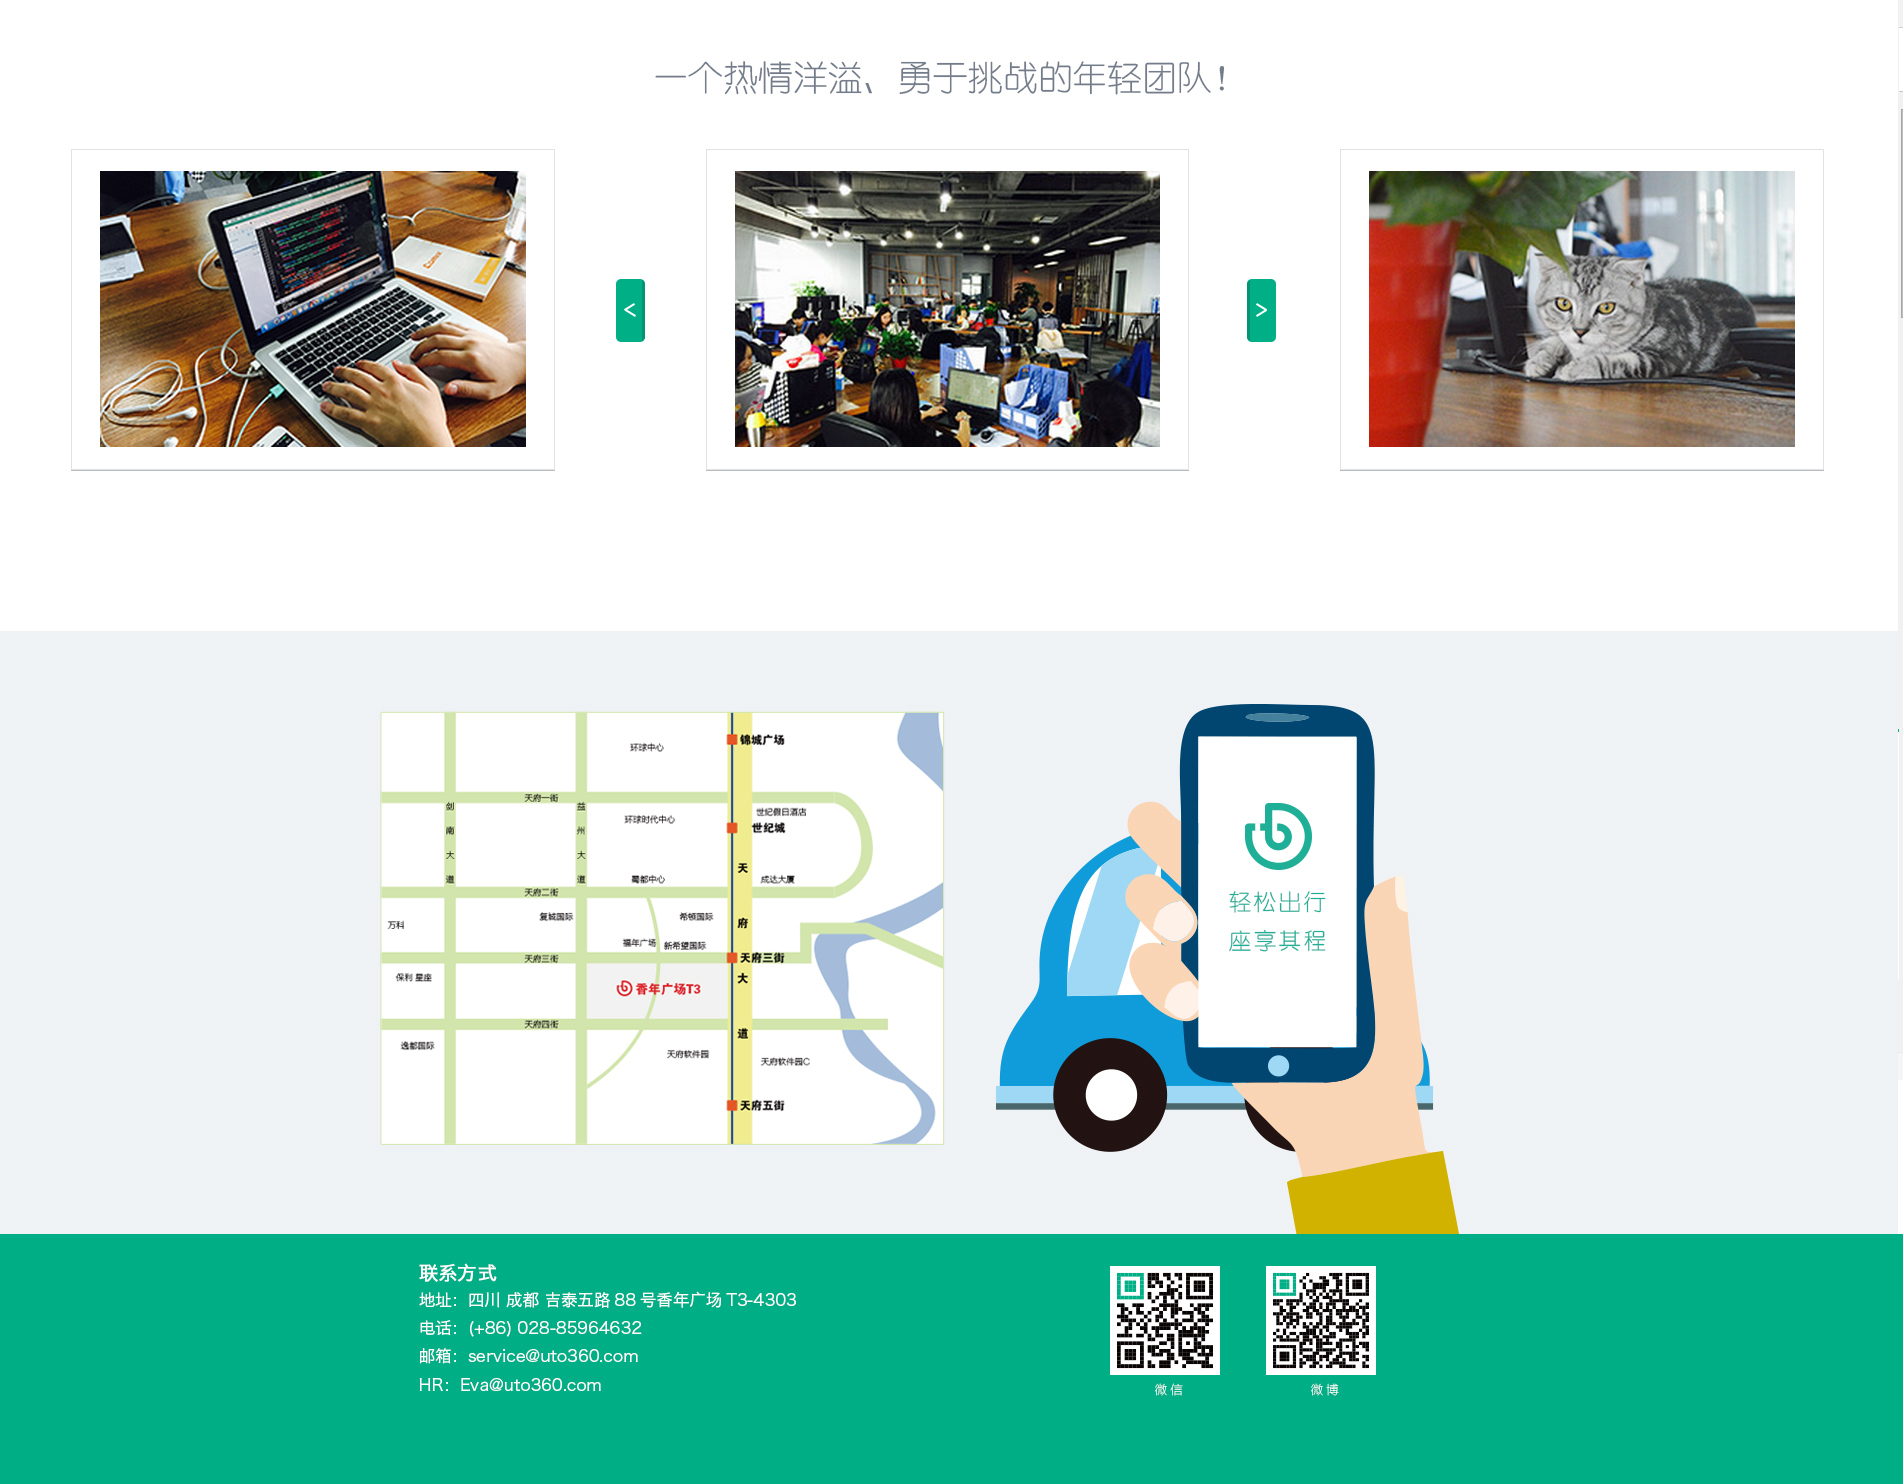 一个热情洋溢、勇于挑战的年轻团队！
<
>
锦城广场
环球中心
天府一街
剑南大道
益州大道
世纪假日酒店
环球时代中心
世纪城
天府大道
蜀都中心
成达大厦
天府二街
复城国际
希顿国际
万科
福年广场
新希望国际
天府三街
天府三街
保利 星座
香年广场T3
天府四街
逸都国际
天府软件园
天府软件园C
天府五街
轻松出行
座享其程
联系方式
地址：四川 成都 吉泰五路 88 号香年广场 T3-4303
电话：(+86) 028-85964632
邮箱：service@uto360.com
HR：Eva@uto360.com
微信
微博